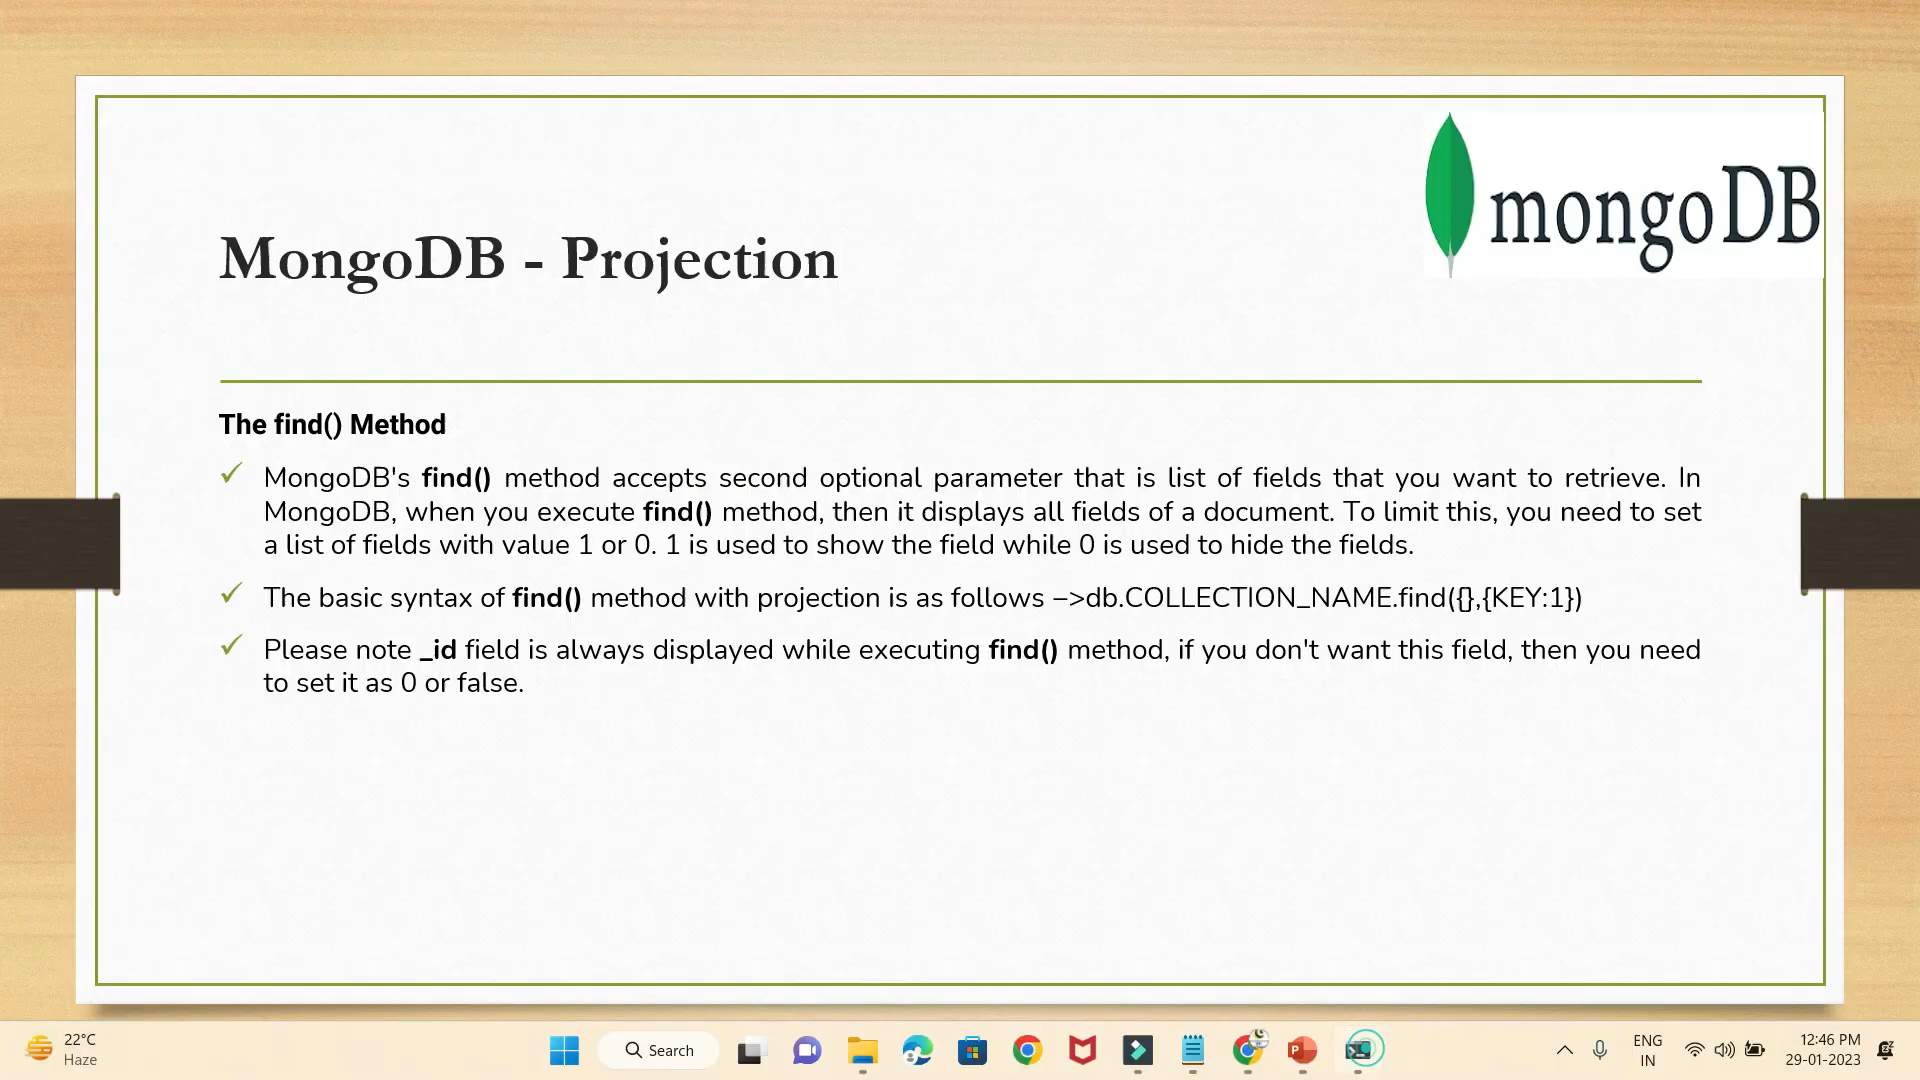 mongoDB
MongoDB - Projection
The find() Method
MongoDB's find() method accepts second optional parameter that is list of fields that you want to retrieve. In
MongoDB, when you execute find() method, then it displays all fields of a document. To limit this, you need to set
a list of fields with value 1 or 0. 1 is used to show the field while 0 is used to hide the fields.
The basic syntax of find() method with projection is as follows −>db.COLLECTION_NAME.find({},{KEY:1})
Please note _id field is always displayed while executing find() method, if you don't want this field, then you need
to set it as 0 or false.
22°C
Haze
Search
ENG
IN
12:46 PM
29-01-2023